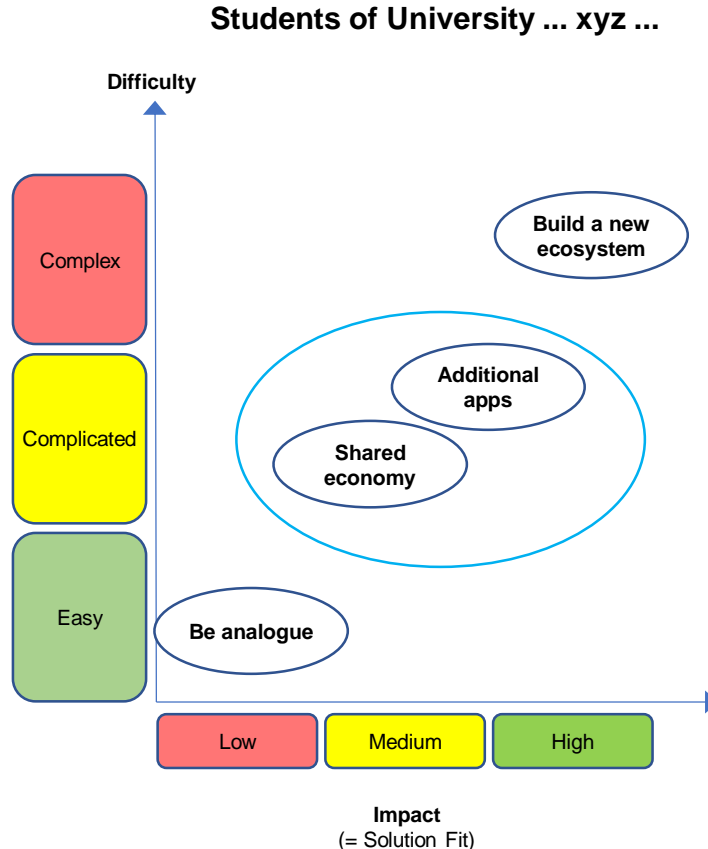 Students of University ... xyz ...
Difficulty
Complex
Build a new
ecosystem
Additional
apps
Complicated
Shared
economy
Easy
Be analogue
Low
Medium
High
Impact
(= Solution Fit)